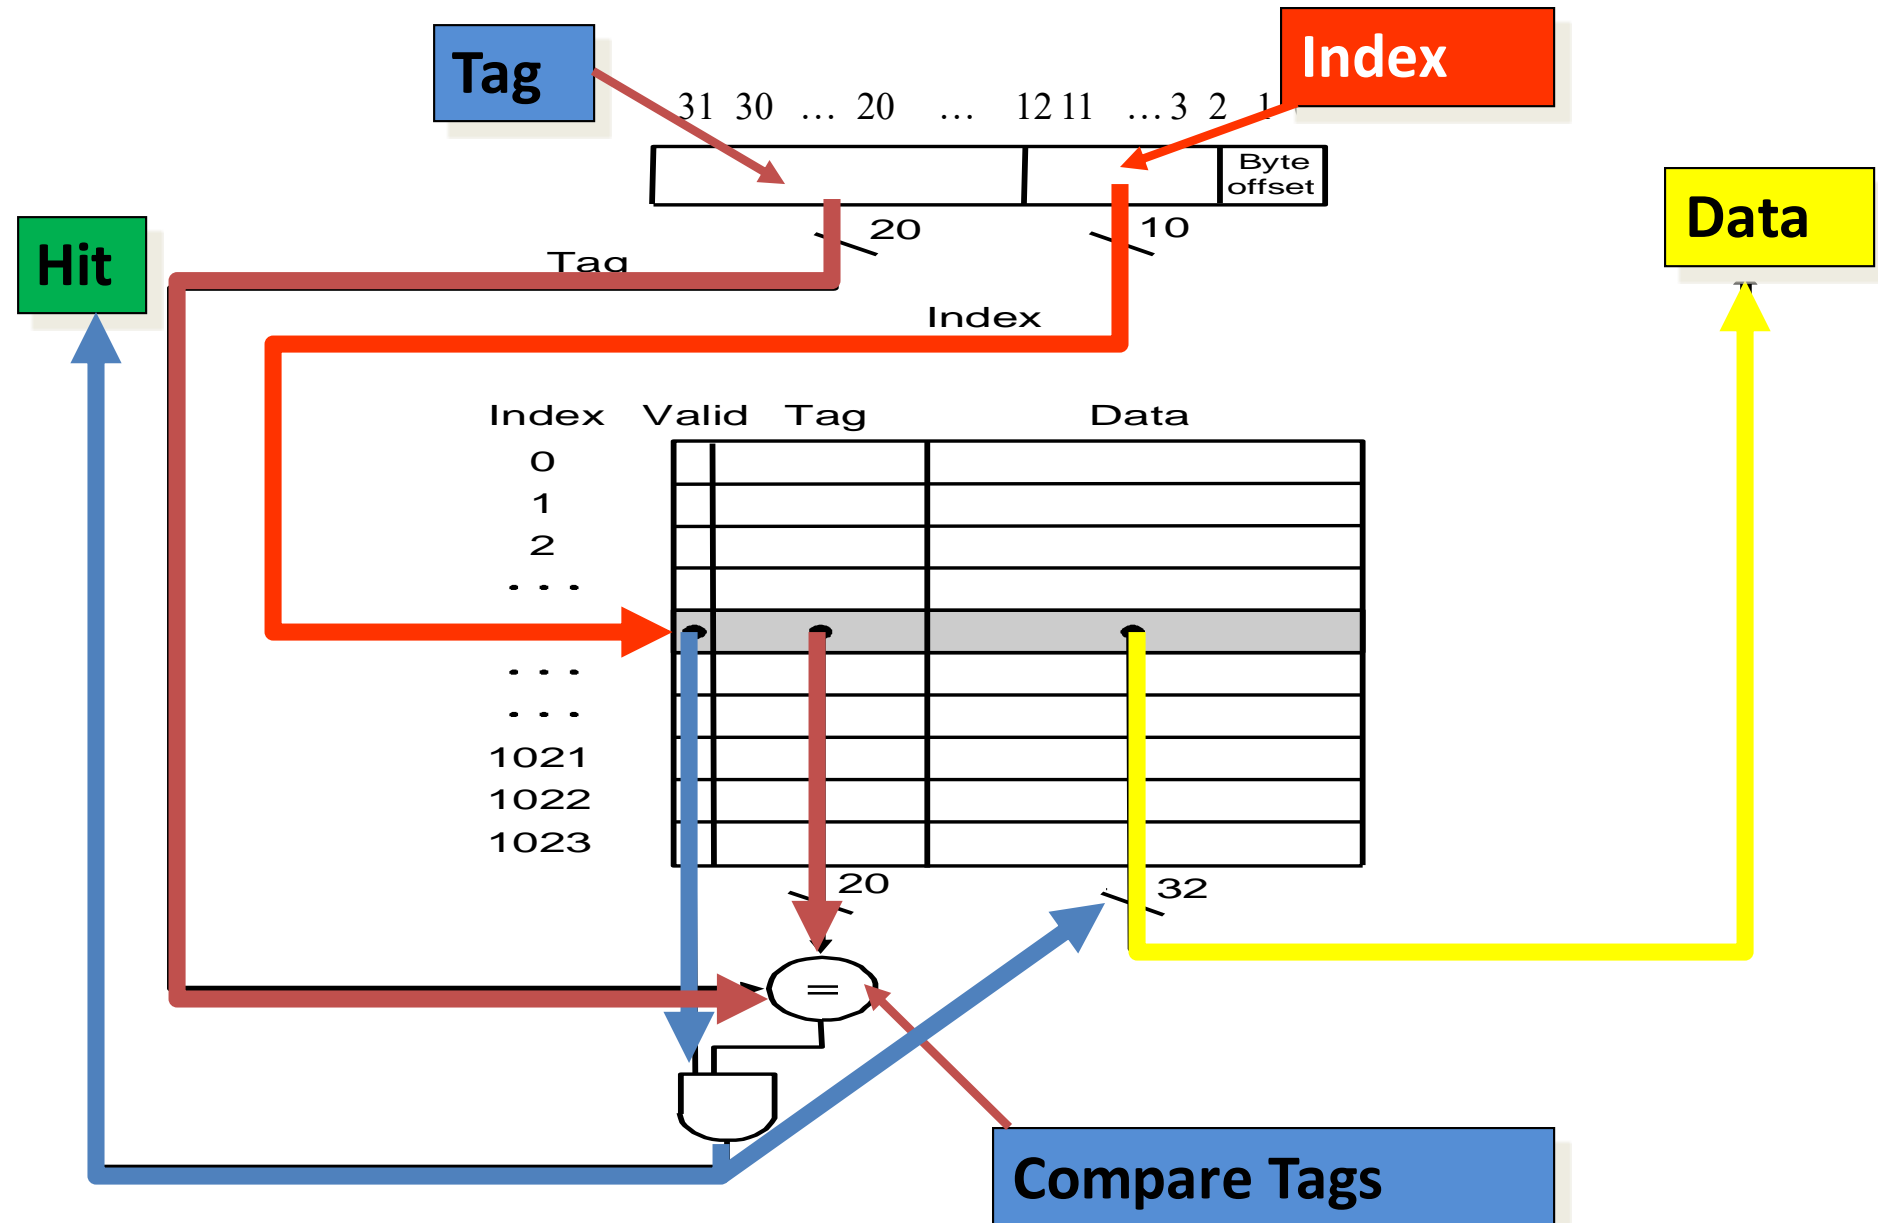 Tag
Index
31 30 ... 20 ... 12 11 ... 3 2 1
Byte
offset
Data
Hit
20
10
Tag
Index
Index Valid Tag Data
0
1
2
. . .
. . .
. . .
1021
1022
1023
20
32
=
Compare Tags